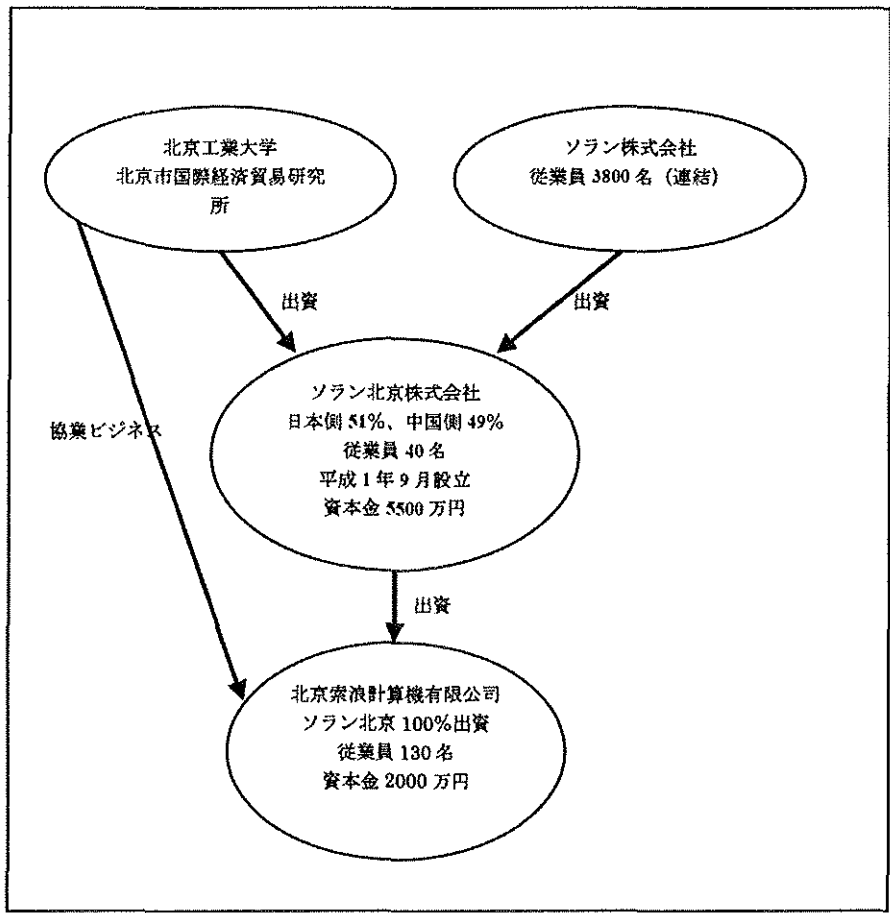 北京工業大学
北京市国際経済貿易研究
所
ソラン株式会社
従業員 3800 名（連結）
出資
出資
ソラン北京株式会社
日本側 51%、中国側 49%
従業員 40 名
平成 1 年 9 月設立
資本金 5500 万円
協業ビジネス
出資
北京索浪計算機有限公司
ソラン北京 100%出資
従業員 130 名
資本金 2000 万円